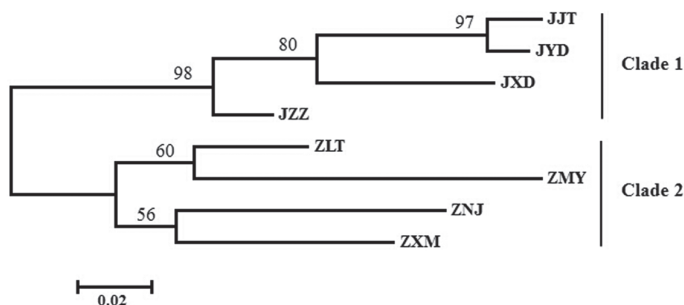 97 JJT
JYD
80
98 JXD
JZZ
Clade 1
60 ZLT
ZMY
56 ZNJ
ZXM
Clade 2
0.02